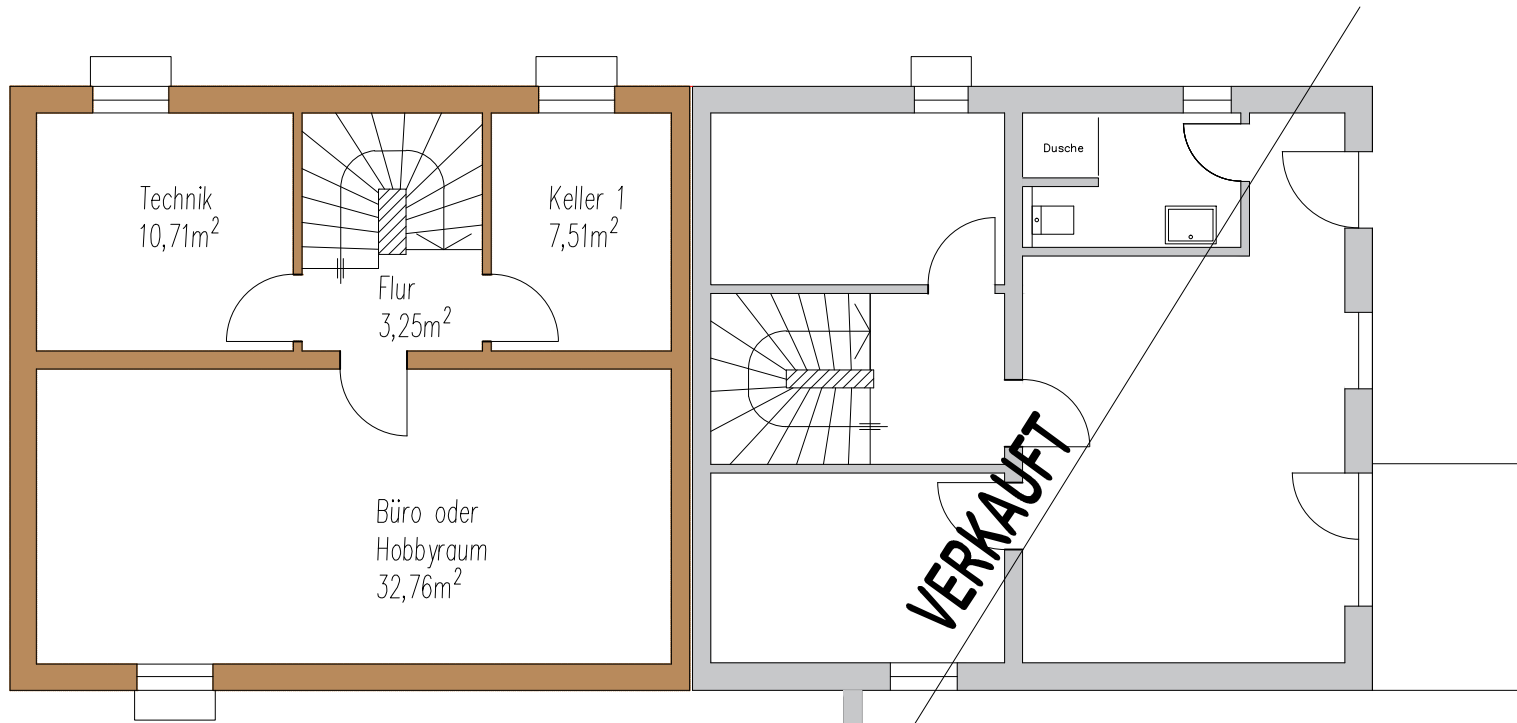 Technik
10,71m²
Keller 1
7,51m²
Flur
3,25m²
Büro oder
Hobbyraum
32,76m²
Dusche
VERKAUFT